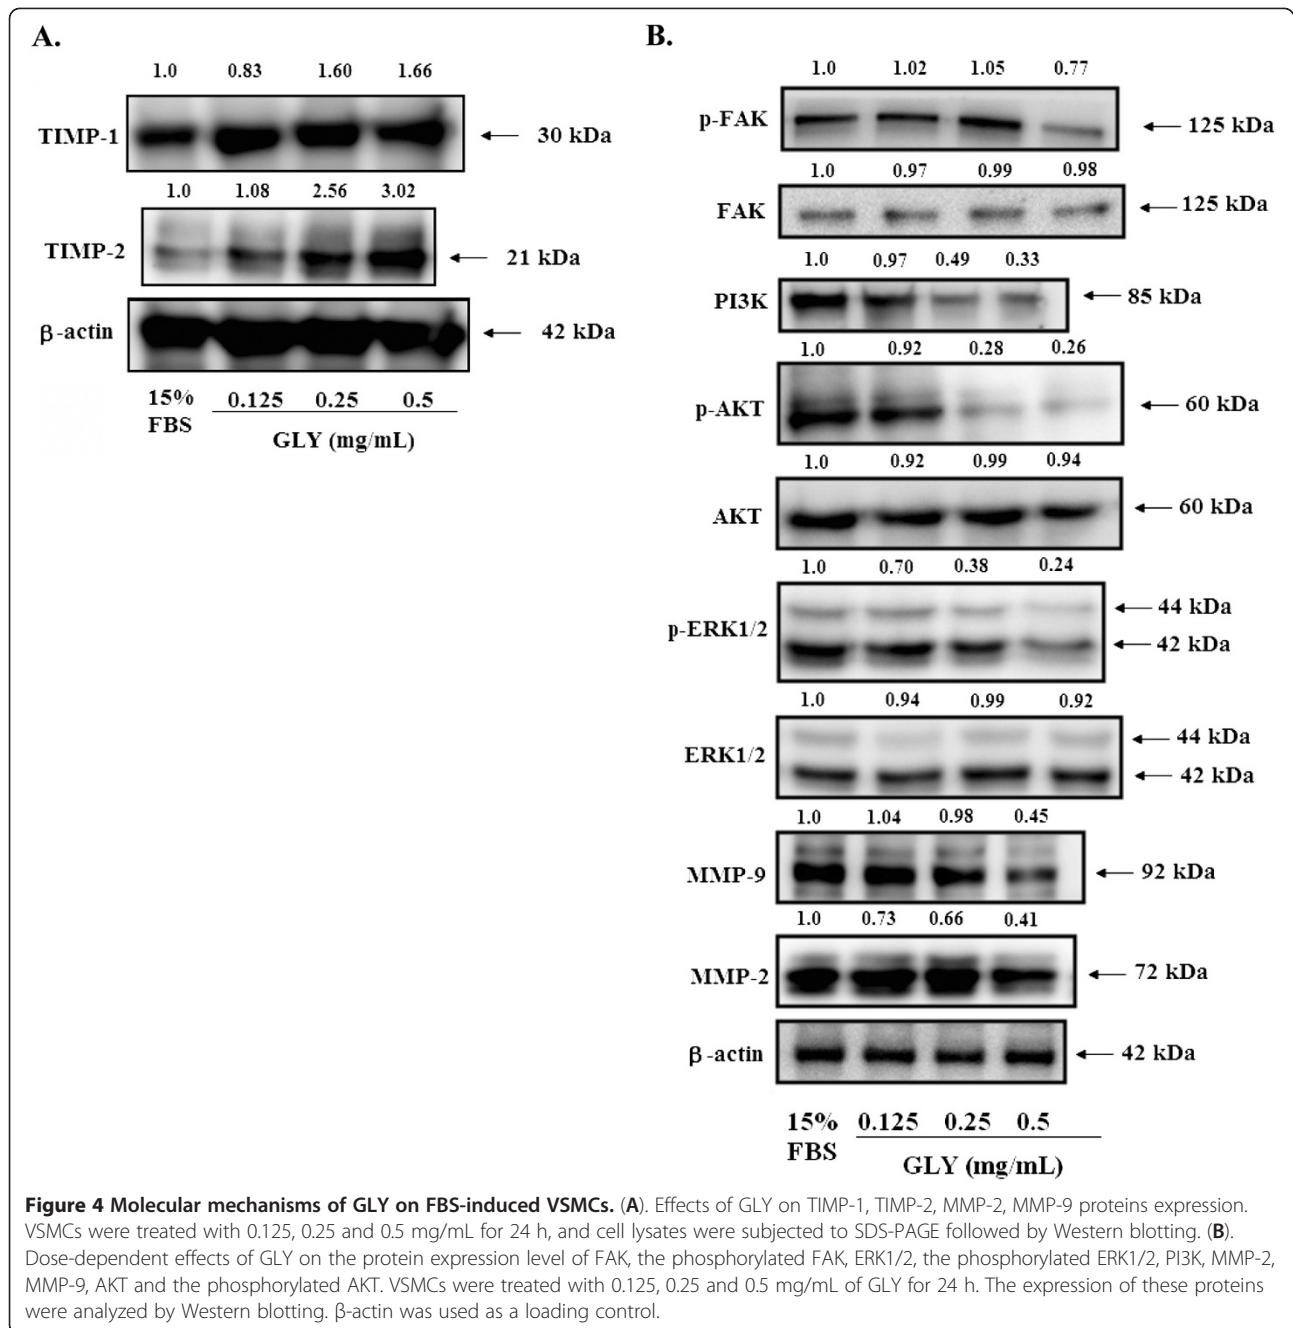 A.
1.0 0.83 1.60 1.66
TIMP-1 30 kDa
1.0 1.08 2.56 3.02
TIMP-2 21 kDa
β-actin 42 kDa
15% FBS 0.125 0.25 0.5
GLY (mg/mL)
B.
1.0 1.02 1.05 0.77
p-FAK 125 kDa
1.0 0.97 0.99 0.98
FAK 125 kDa
1.0 0.97 0.49 0.33
PI3K 85 kDa
1.0 0.92 0.28 0.26
p-AKT 60 kDa
1.0 0.92 0.99 0.94
AKT 60 kDa
1.0 0.70 0.38 0.24
44 kDa
p-ERK1/2
42 kDa
1.0 0.94 0.99 0.92
44 kDa
ERK1/2
42 kDa
1.0 1.04 0.98 0.45
MMP-9 92 kDa
1.0 0.73 0.66 0.41
MMP-2 72 kDa
β-actin 42 kDa
15% FBS 0.125 0.25 0.5
GLY (mg/mL)
Figure 4 Molecular mechanisms of GLY on FBS-induced VSMCs. (A). Effects of GLY on TIMP-1, TIMP-2, MMP-2, MMP-9 proteins expression.
VSMCs were treated with 0.125, 0.25 and 0.5 mg/mL for 24 h, and cell lysates were subjected to SDS-PAGE followed by Western blotting. (B).
Dose-dependent effects of GLY on the protein expression level of FAK, the phosphorylated FAK, ERK1/2, the phosphorylated ERK1/2, PI3K, MMP-2,
MMP-9, AKT and the phosphorylated AKT. VSMCs were treated with 0.125, 0.25 and 0.5 mg/mL of GLY for 24 h. The expression of these proteins
were analyzed by Western blotting. β-actin was used as a loading control.